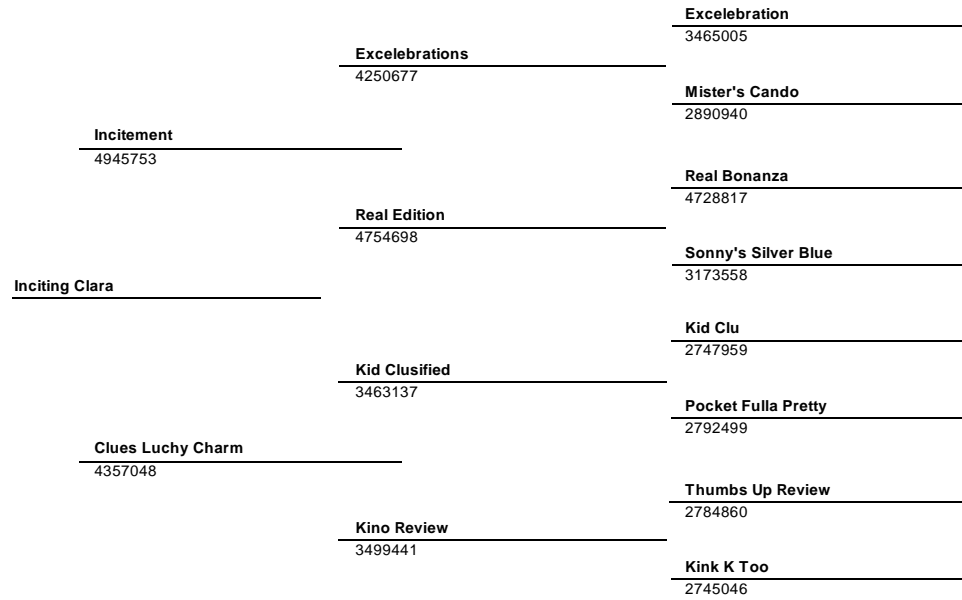 Excelebration
3465005
Excelebrations
4250677
Mister's Cando
2890940
Incitement
4945753
Real Bonanza
4728817
Real Edition
4754698
Sonny's Silver Blue
3173558
Inciting Clara
Kid Clu
2747959
Kid Clusified
3463137
Pocket Fulla Pretty
2792499
Clues Luchy Charm
4357048
Thumbs Up Review
2784860
Kino Review
3499441
Kink K Too
2745046